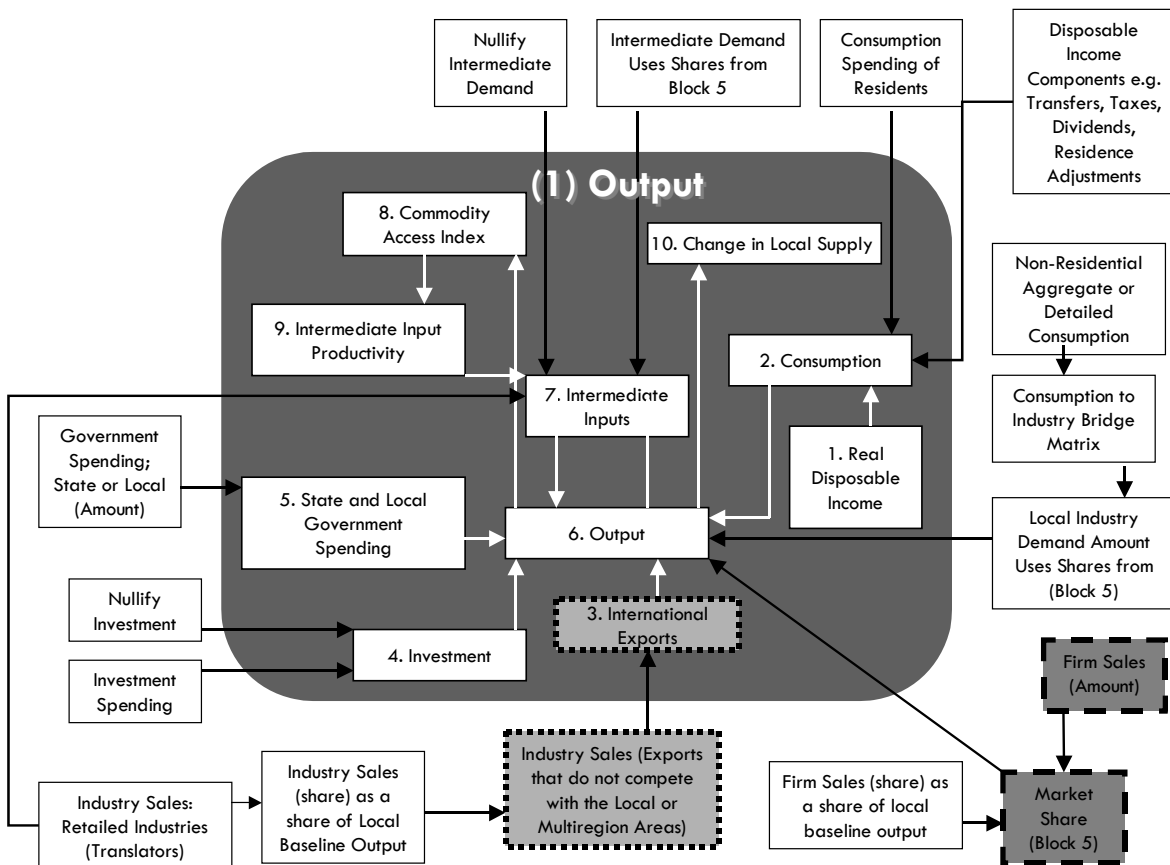 Nullify
Intermediate
Demand
Intermediate Demand
Uses Shares from
Block 5
Consumption
Spending of
Residents
Disposable
Income
Components e.g.
Transfers, Taxes,
Dividends,
Residence
Adjustments
(1) Output
8. Commodity
Access Index
10. Change in Local Supply
9. Intermediate Input
Productivity
2. Consumption
Non-Residential
Aggregate or
Detailed
Consumption
7. Intermediate
Inputs
Consumption to
Industry Bridge
Matrix
Government
Spending;
State or Local
(Amount)
1. Real
Disposable
Income
5. State and Local
Government
Spending
6. Output
Local Industry
Demand Amount
Uses Shares from
(Block 5)
Nullify
Investment
3. International
Exports
4. Investment
Investment
Spending
Firm Sales
(Amount)
Industry Sales:
Retailed Industries
(Translators)
Industry Sales
(share) as a
share of Local
Baseline Output
Industry Sales (Exports
that do not compete
with the Local or
Multiregion Areas)
Firm Sales (share) as
a share of local
baseline output
Market
Share
(Block 5)